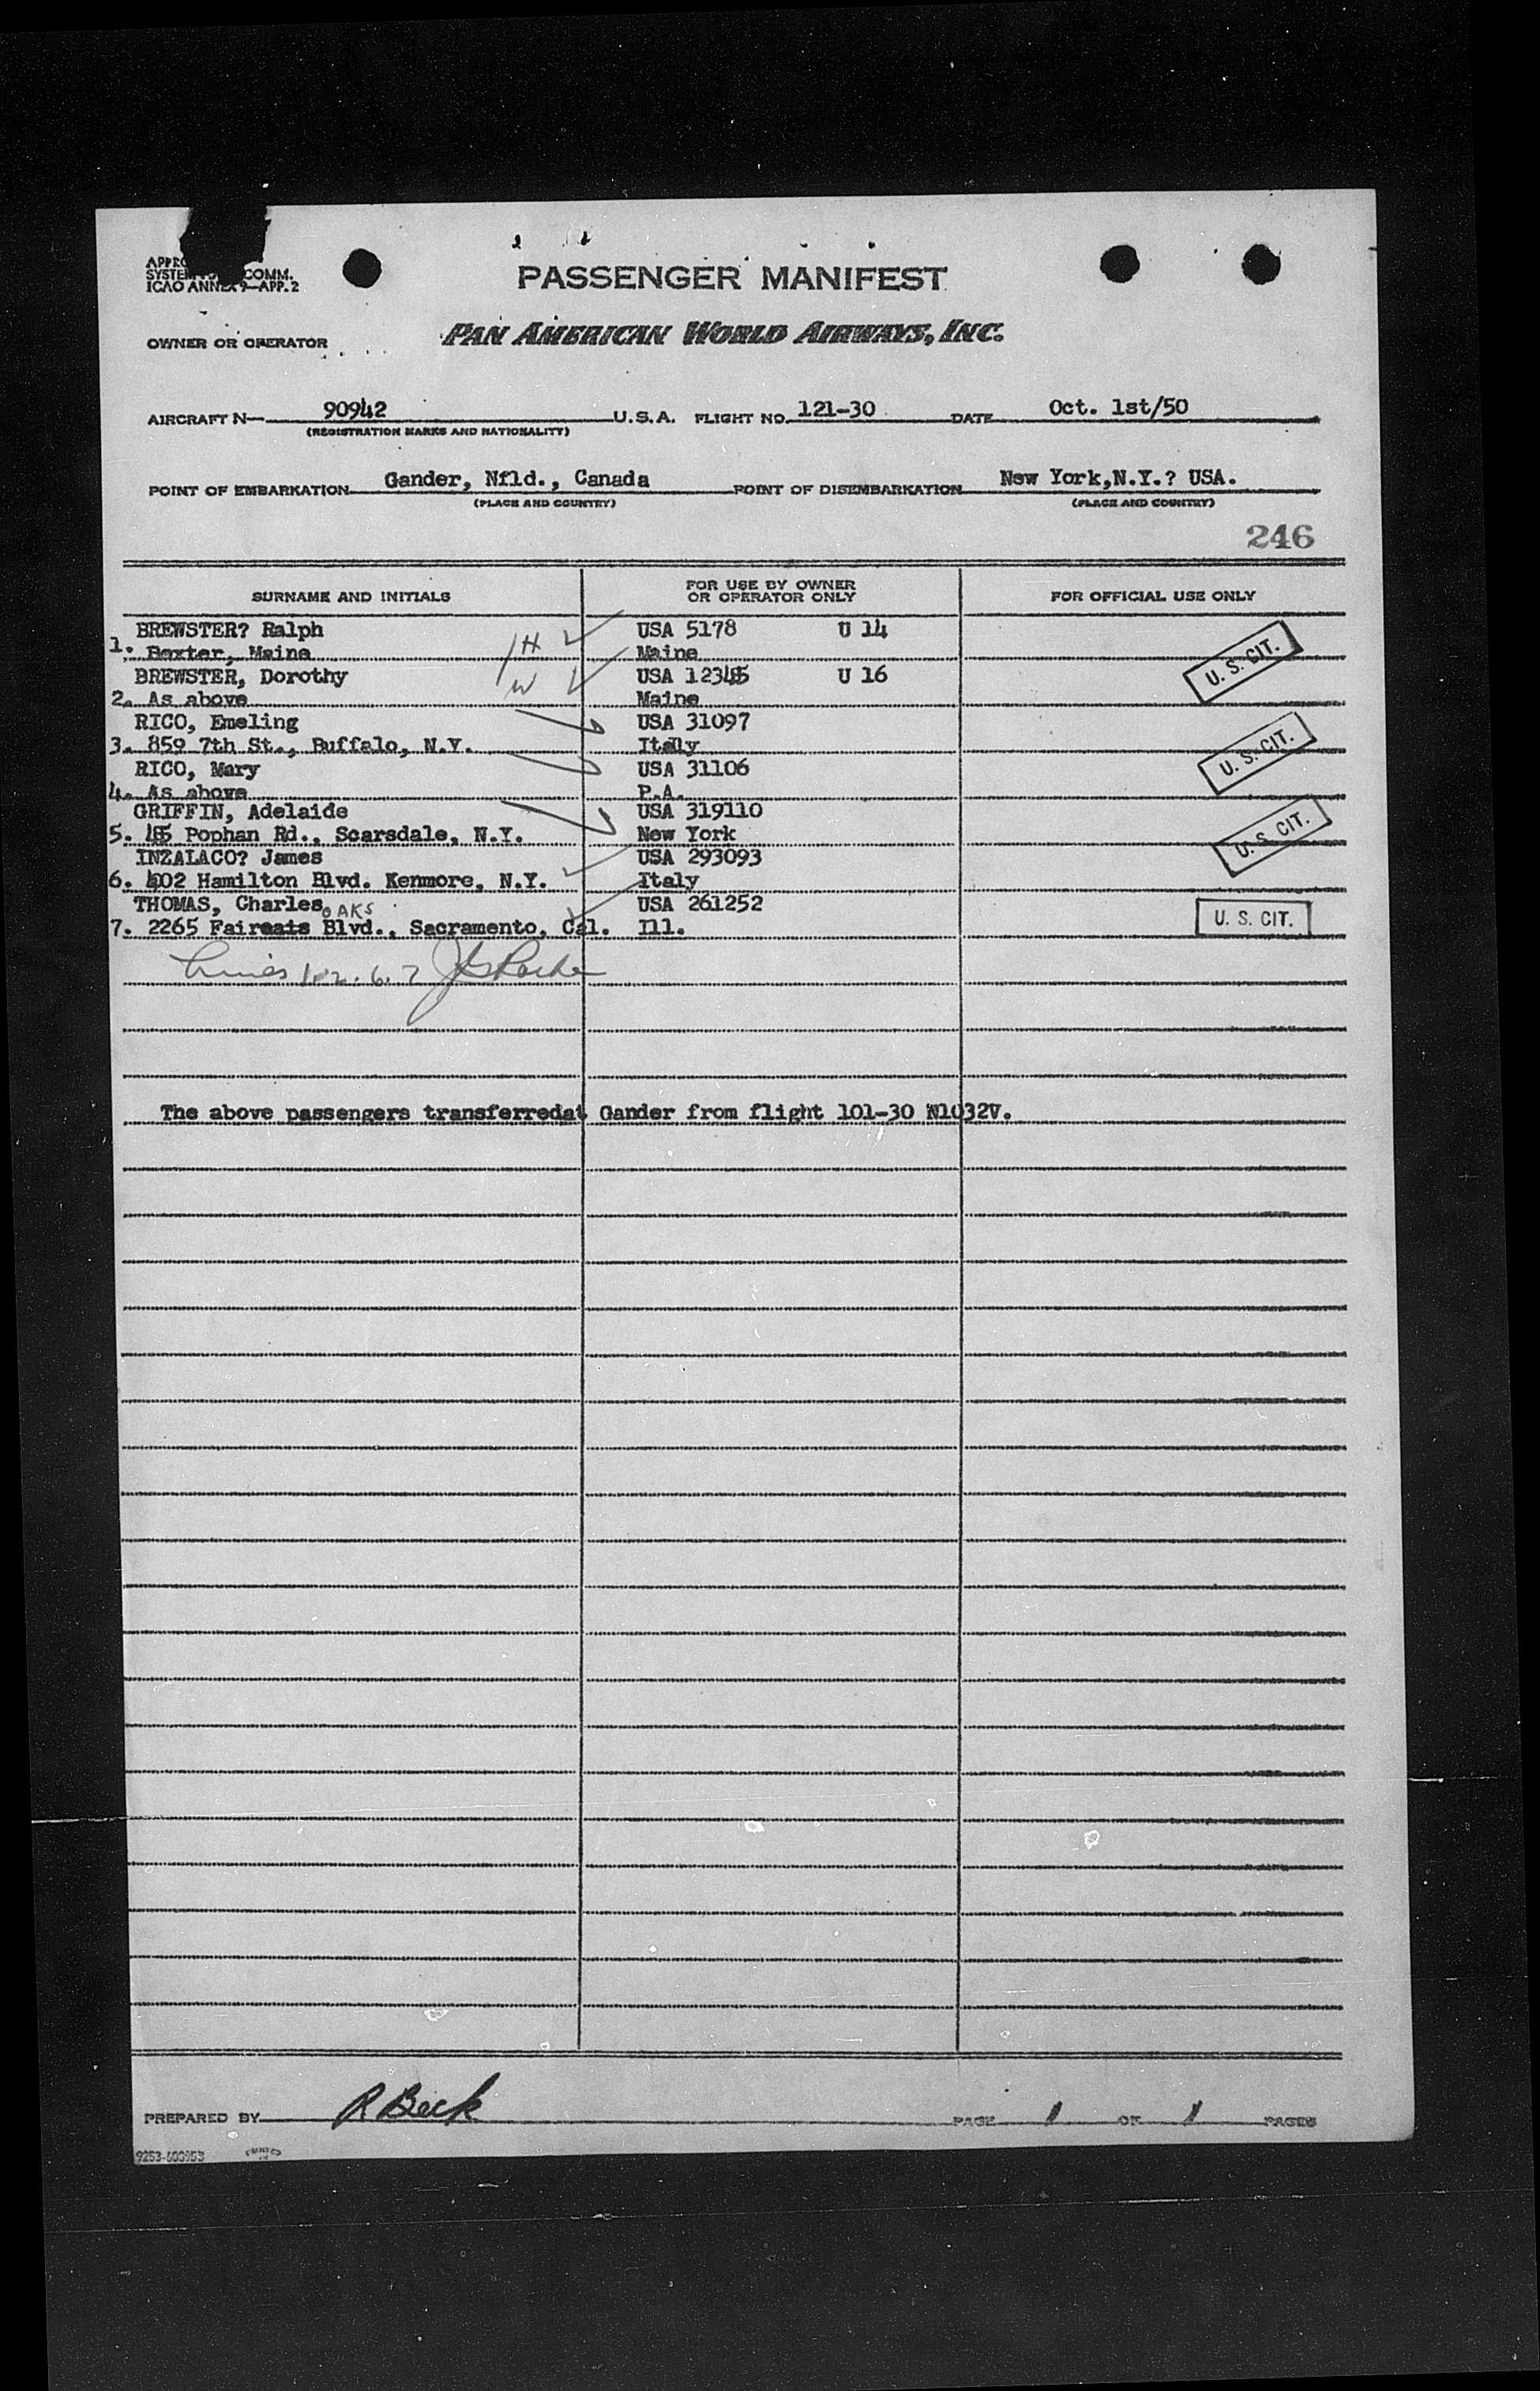 PASSENGER MANIFEST
SYSTEM COMM.
ICAO ANNEX 9—APP. 2
OWNER OR OPERATOR PAN AMERICAN WORLD AIRWAYS, INC.
AIRCRAFT N— 90942 U.S.A. FLIGHT NO. 121-30 DATE Oct. 1st/50
(REGISTRATION MARKS AND NATIONALITY)
POINT OF EMBARKATION Gander, Nfld., Canada POINT OF DISEMBARKATION New York,N.Y.? USA.
(PLACE AND COUNTRY) (PLACE AND COUNTRY)
246
SURNAME AND INITIALS FOR USE BY OWNER OR OPERATOR ONLY FOR OFFICIAL USE ONLY
BREWSTER? Ralph H USA 5178 U 14
1. Dexter, Maine Maine U. S. CIT.
BREWSTER, Dorothy W USA 12345 U 16
2. As above Maine
RICO, Emeling USA 31097
3. 859 7th St., Buffalo, N.Y. Italy U. S. CIT.
RICO, Mary USA 31106
4. As above P.A.
GRIFFIN, Adelaide USA 319110
5. Pophan Rd., Scarsdale, N.Y. New York U. S. CIT.
INZALACO? James USA 293093
6. 402 Hamilton Blvd. Kenmore, N.Y. Italy
THOMAS, Charles USA 261252
OAKS
7. 2265 Faireats Blvd., Sacramento, Cal. Ill. U. S. CIT.
The above passengers transferredat Gander from flight 101-30 N1032V.
PREPARED BY R Beck PAGE 1 OF 1 PAGES